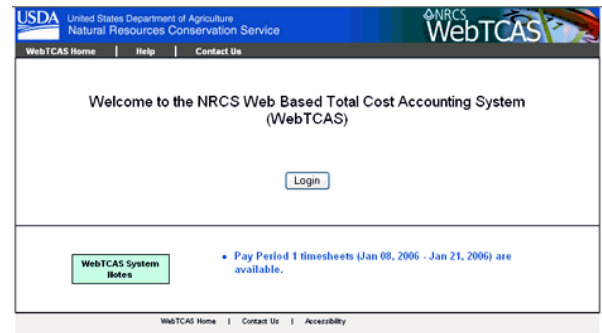 USDA United States Department of Agriculture
Natural Resources Conservation Service
NRCS
WebTCAS
WebTCAS Home | Help | Contact Us
Welcome to the NRCS Web Based Total Cost Accounting System
(WebTCAS)
Login
WebTCAS System
Notes
• Pay Period 1 timesheets (Jan 08, 2006 - Jan 21, 2006) are
available.
WebTCAS Home | Contact Us | Accessibility